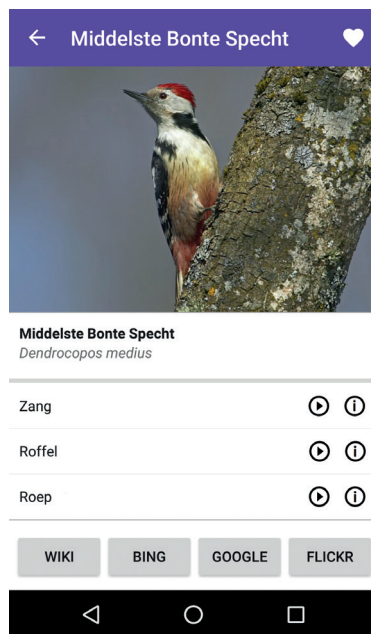 Middelste Bonte Specht
Middelste Bonte Specht
Dendrocopos medius
Zang
Roffel
Roep
WIKI BING GOOGLE FLICKR